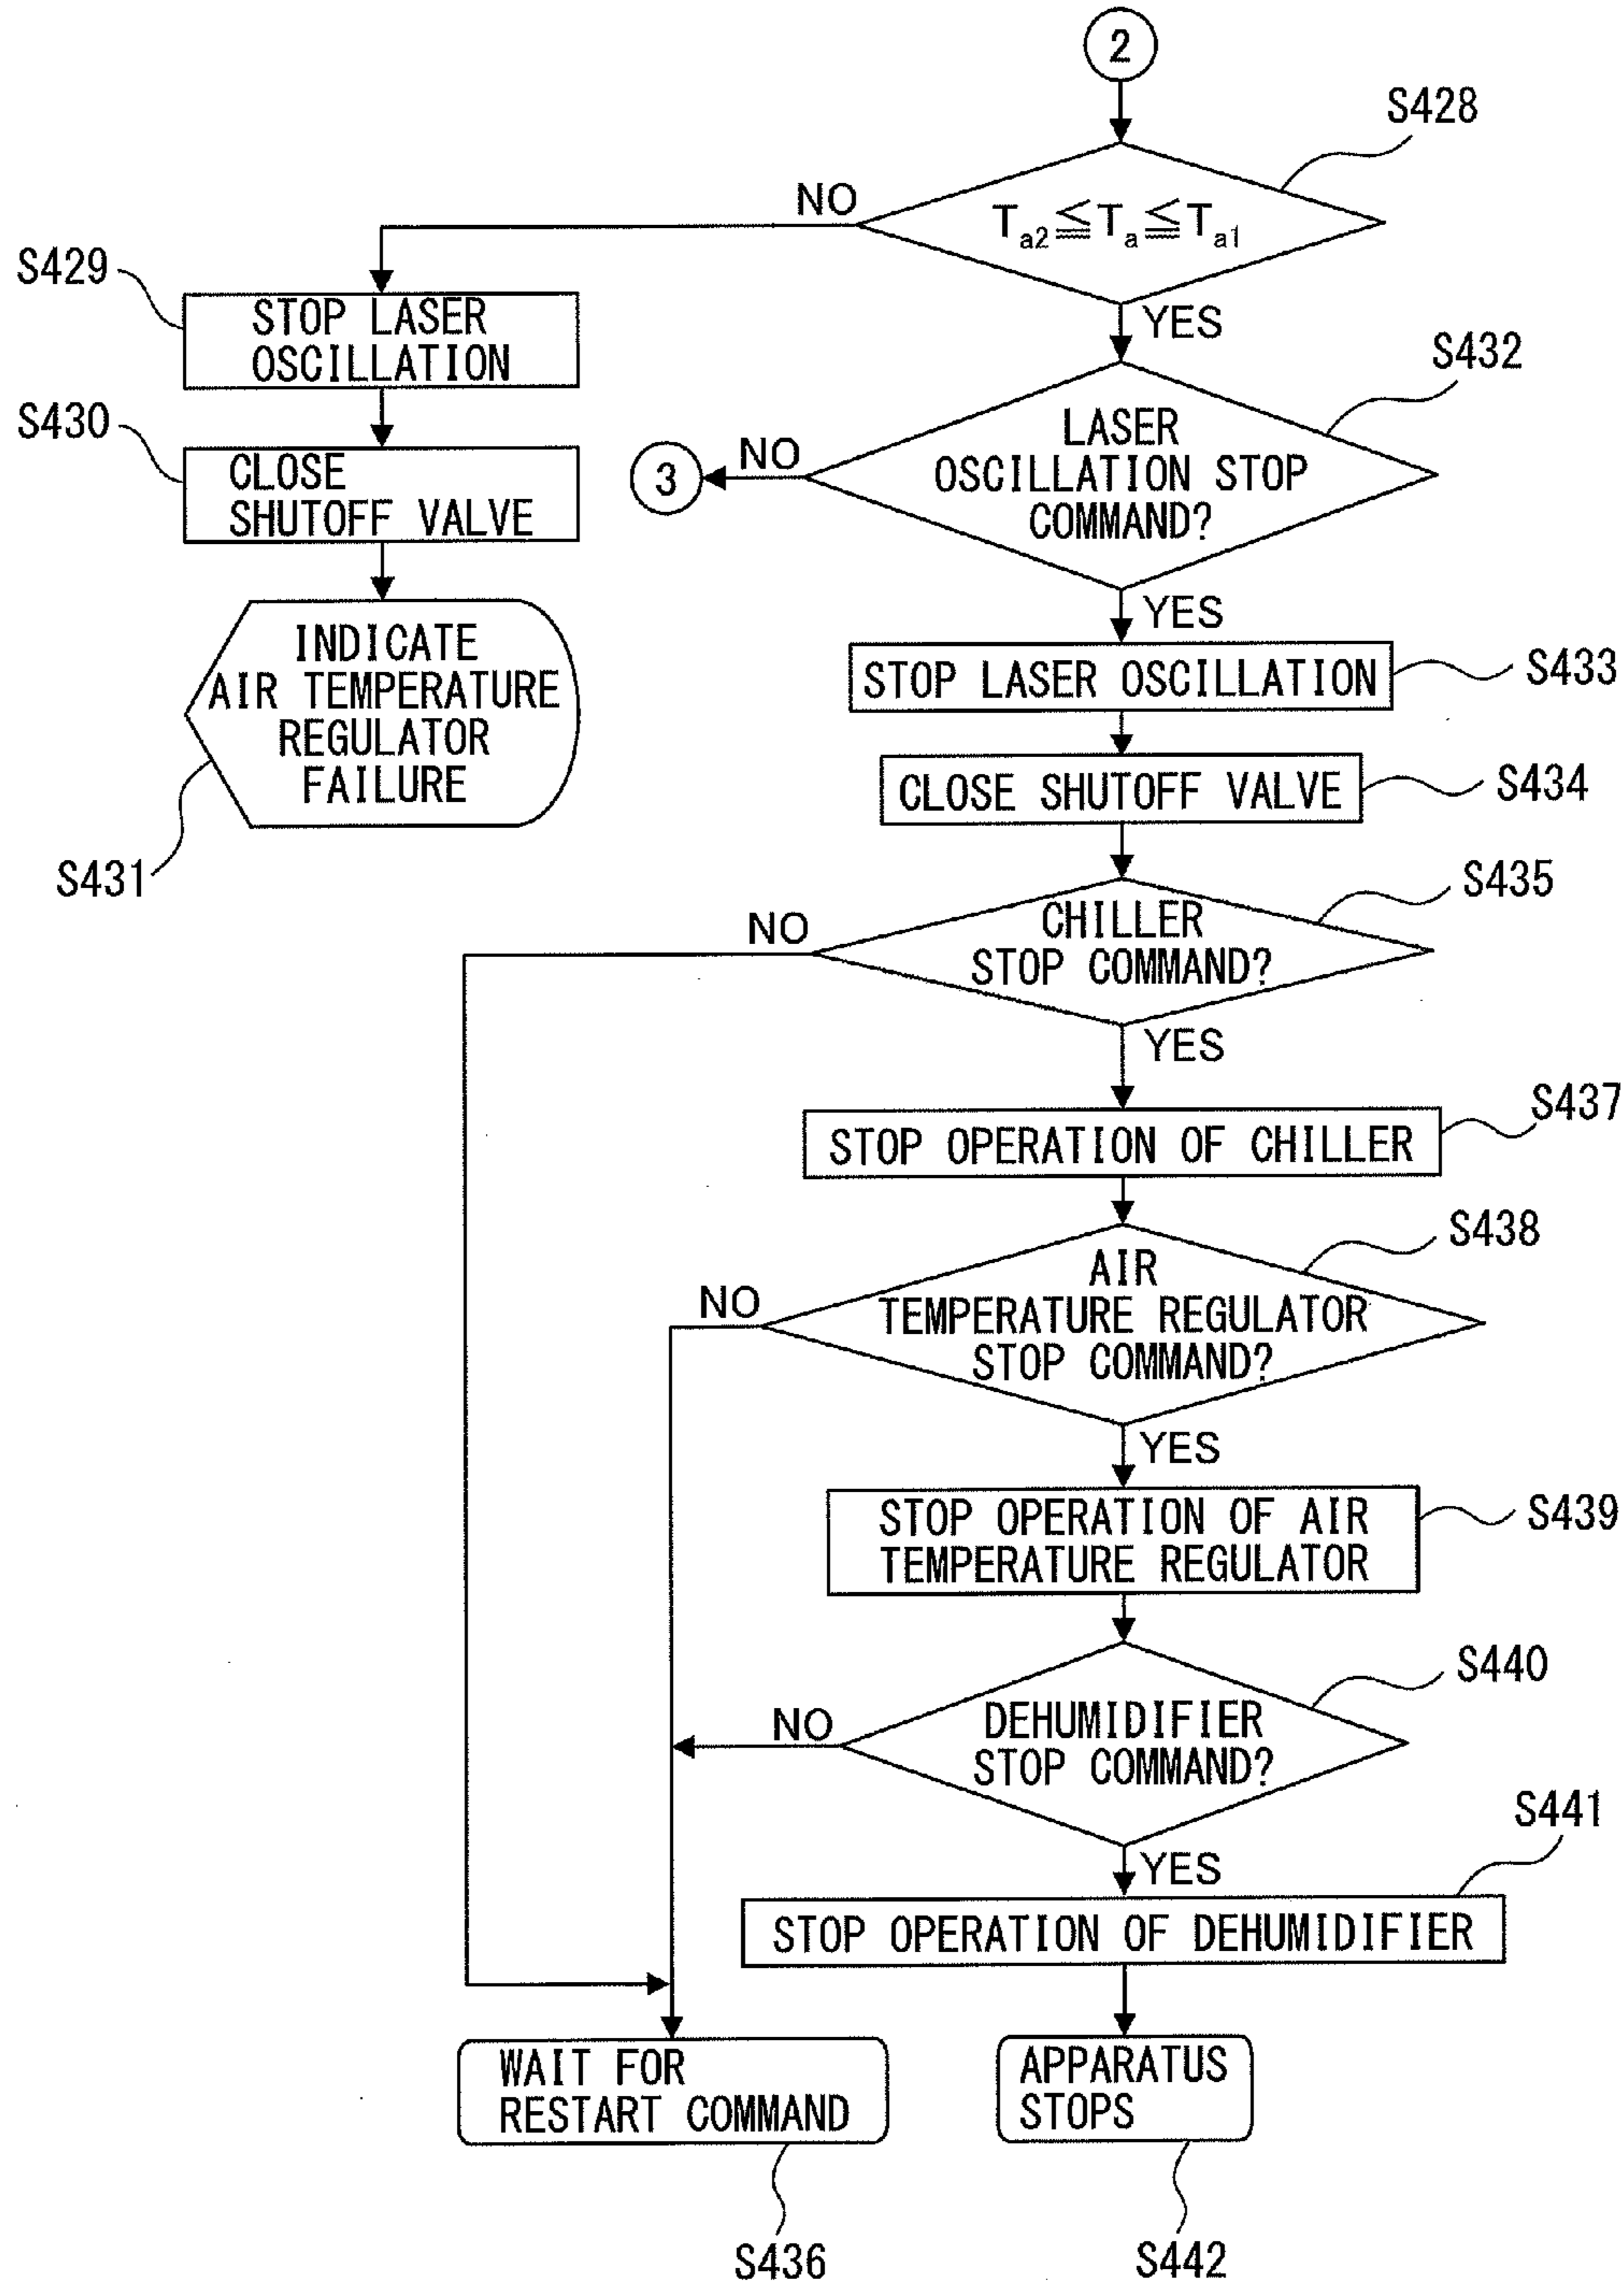 2
S428
NO
Ta2≦Ta≦Ta1
S429
STOP LASER
OSCILLATION
YES
S432
S430
CLOSE
SHUTOFF VALVE
3
NO
LASER
OSCILLATION STOP
COMMAND?
YES
INDICATE
AIR TEMPERATURE
REGULATOR
FAILURE
S431
STOP LASER OSCILLATION
S433
CLOSE SHUTOFF VALVE
S434
S435
NO
CHILLER
STOP COMMAND?
YES
S437
STOP OPERATION OF CHILLER
S438
NO
AIR
TEMPERATURE REGULATOR
STOP COMMAND?
YES
STOP OPERATION OF AIR
TEMPERATURE REGULATOR
S439
S440
NO
DEHUMIDIFIER
STOP COMMAND?
S441
YES
STOP OPERATION OF DEHUMIDIFIER
WAIT FOR
RESTART COMMAND
APPARATUS
STOPS
S436
S442